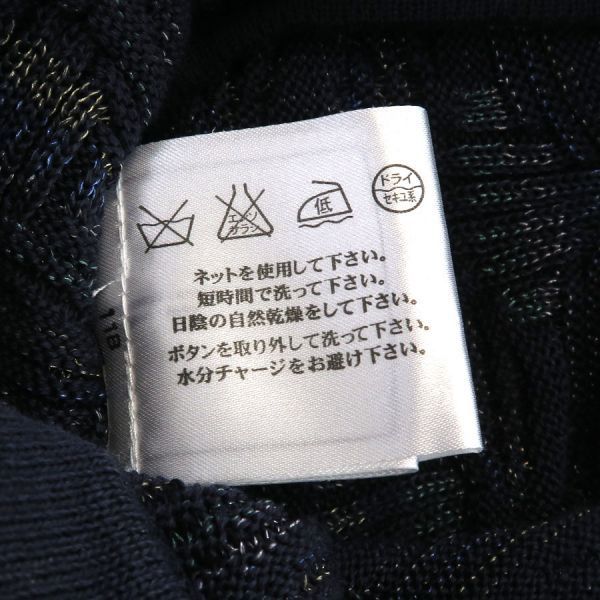 エンソ
サラシ
低
ドライ
セキユ系
ネットを使用して下さい。
短時間で洗って下さい。
日陰の自然乾燥をして下さい。
ボタンを取り外して洗って下さい。
水分チャージをお避け下さい。
118